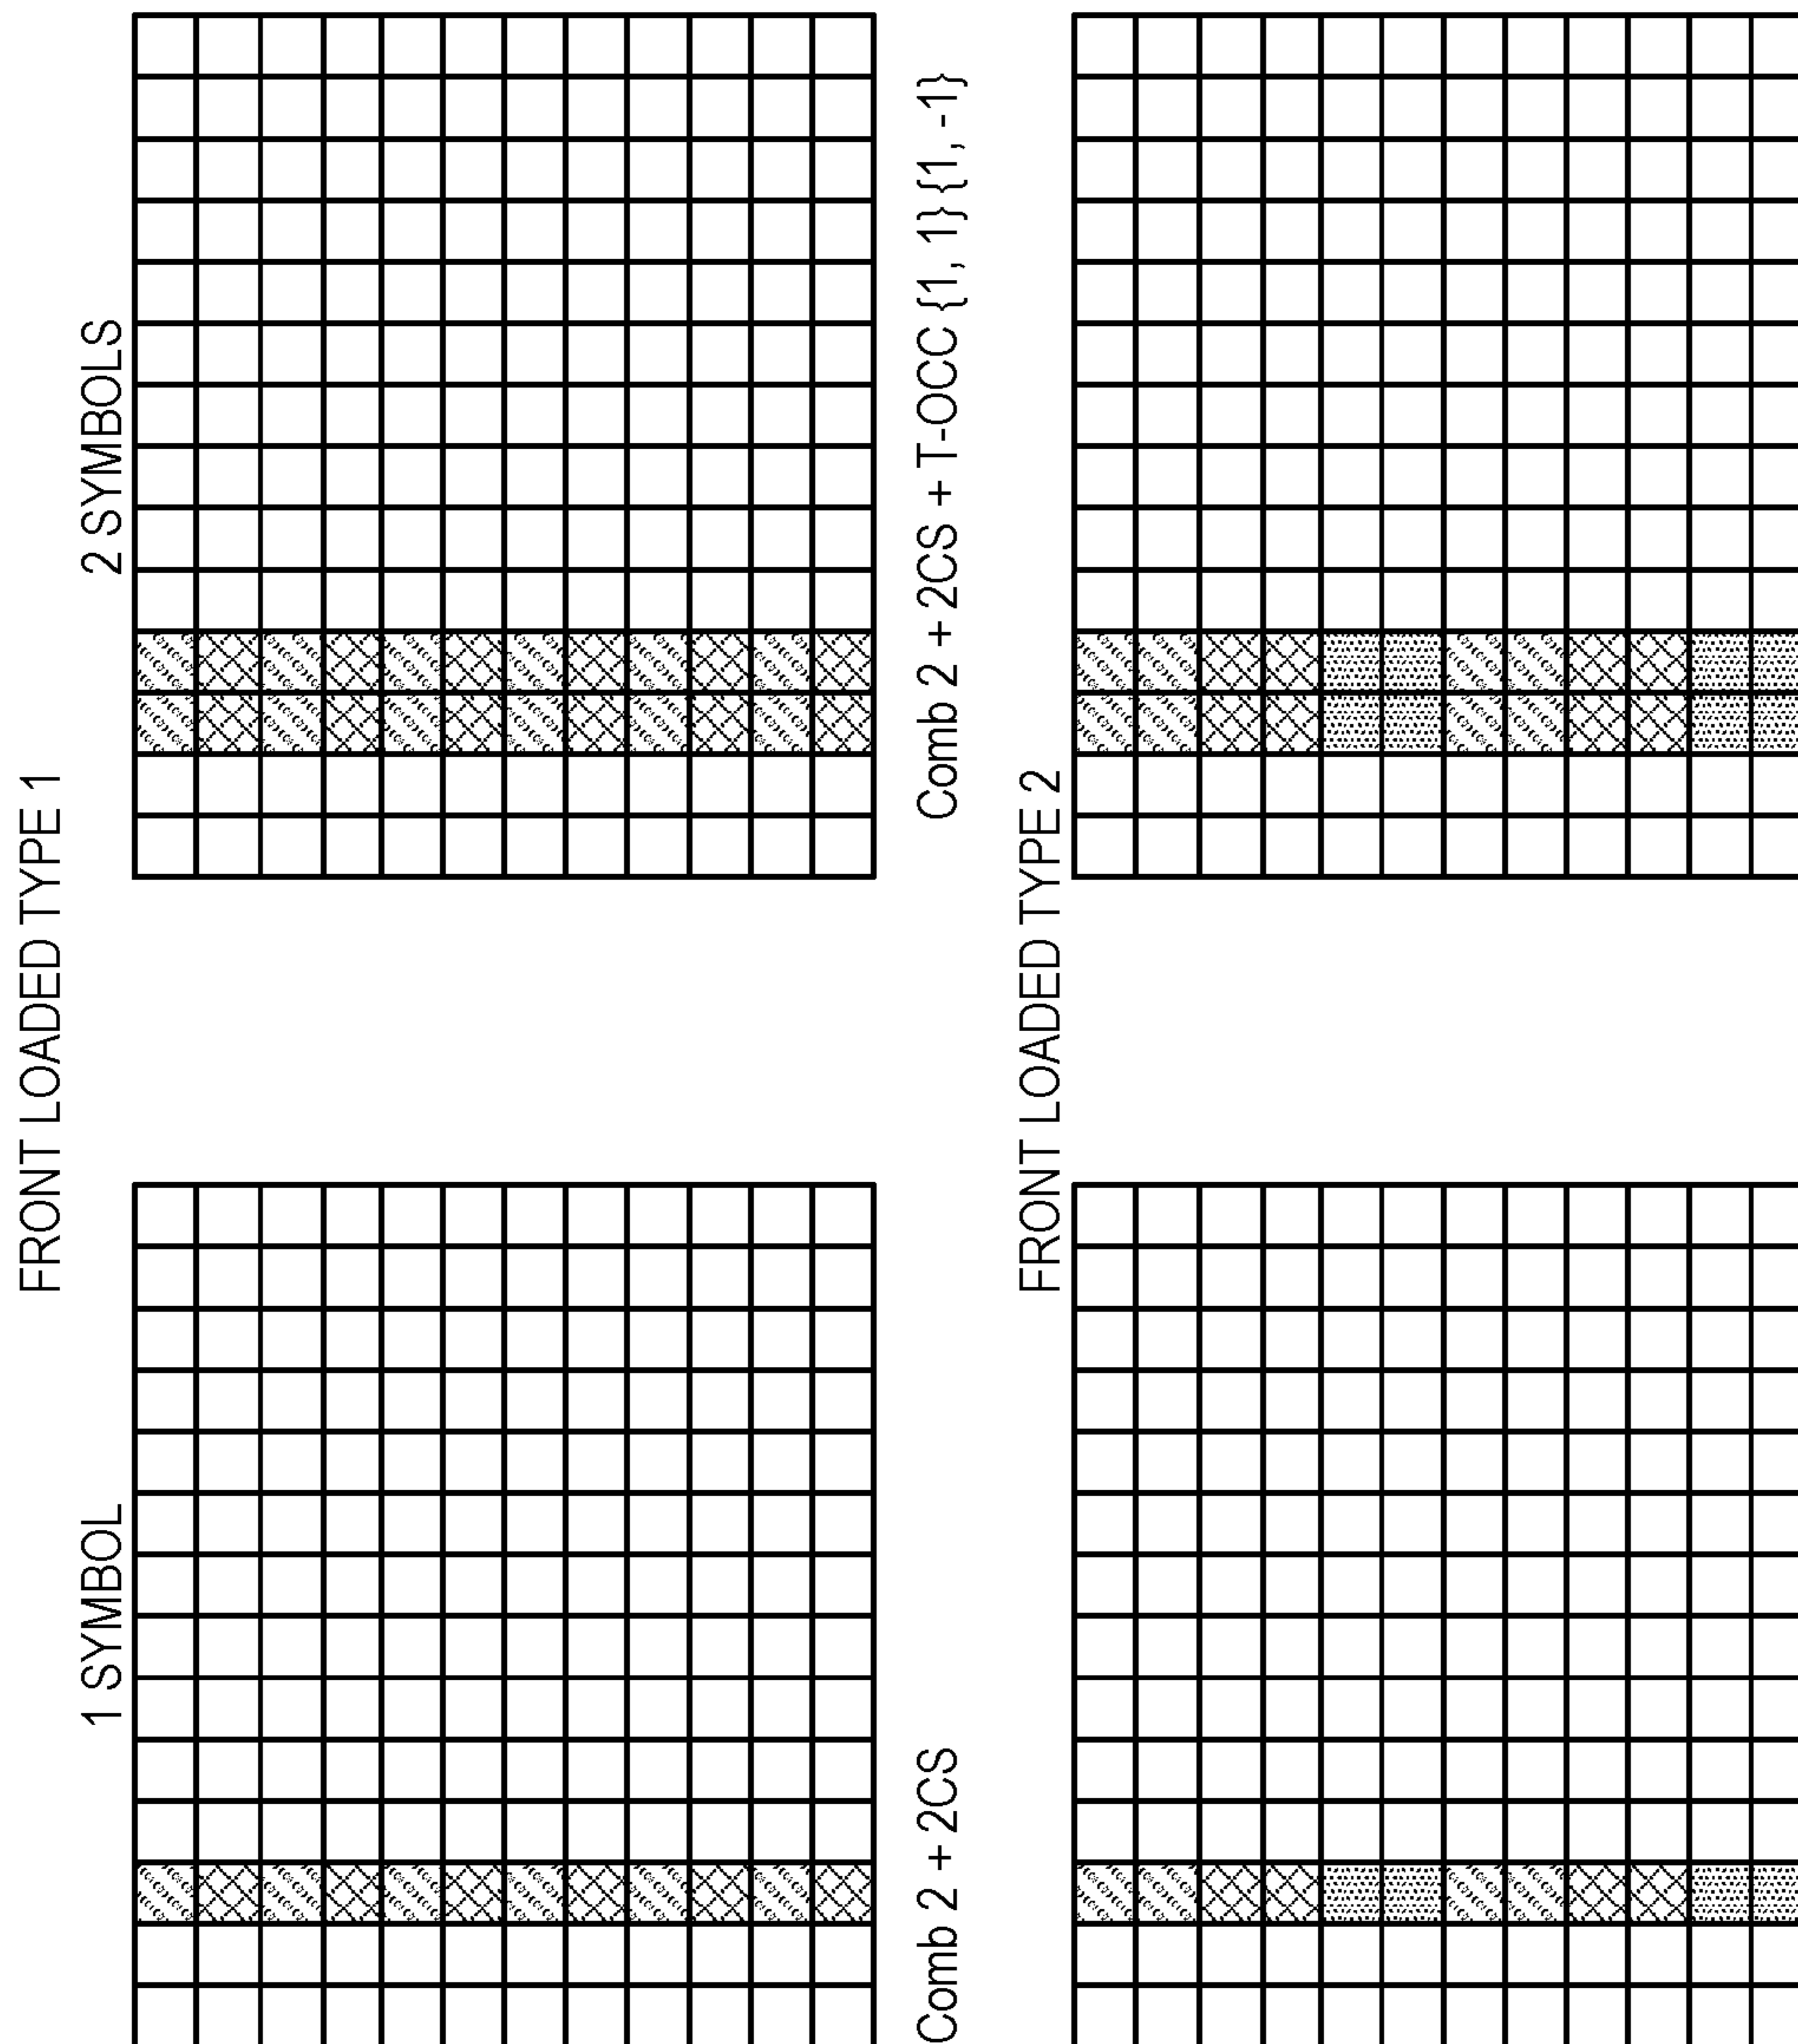 FRONT LOADED TYPE 1
1 SYMBOL
2 SYMBOLS
Comb 2 + 2CS
Comb 2 + 2CS + T-OCC {1, 1} {1, -1}
FRONT LOADED TYPE 2